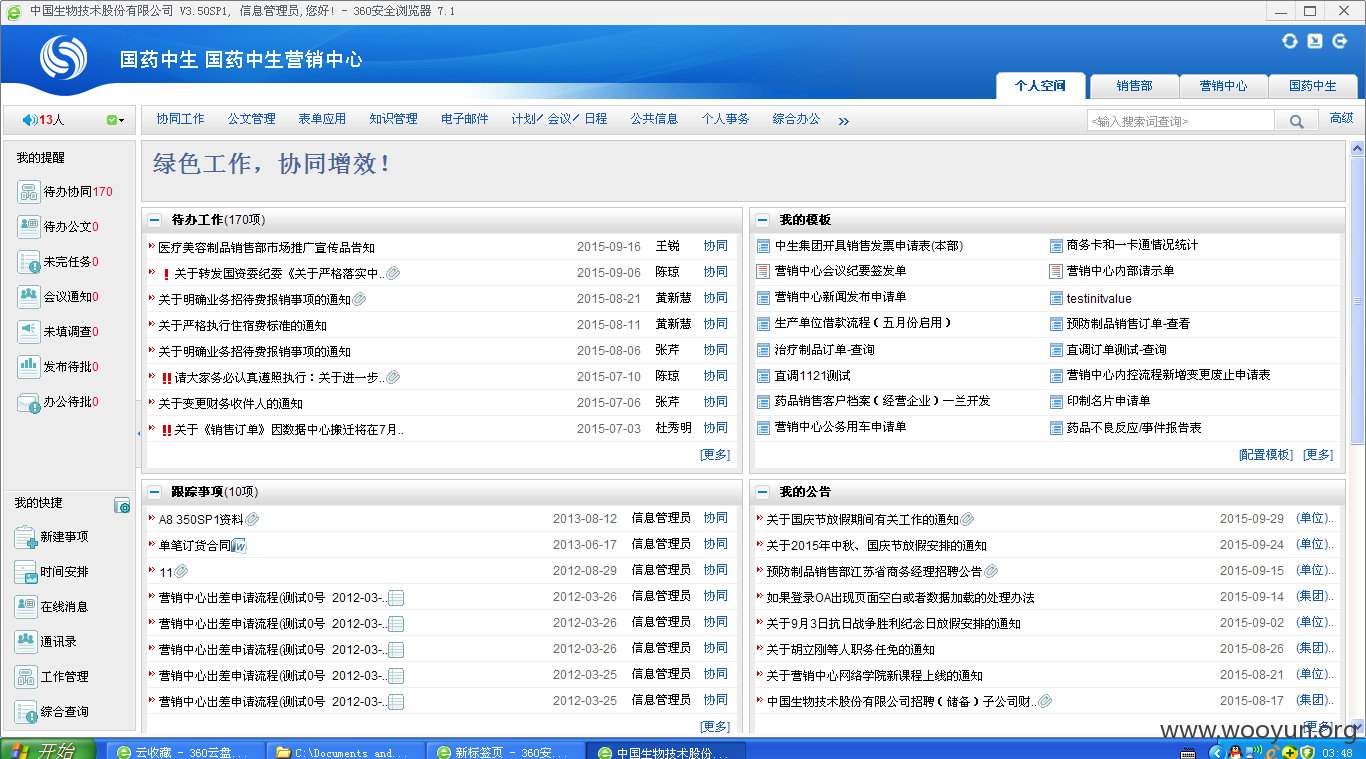 中国生物技术股份有限公司 V3.50SP1, 信息管理员,您好! - 360安全浏览器 7.1
国药中生 国药中生营销中心
个人空间 销售部 营销中心 国药中生
13人
协同工作 公文管理 表单应用 知识管理 电子邮件 计划/会议/日程 公共信息 个人事务 综合办公 »
<输入搜索词查询>
高级
我的提醒
待办协同170
待办公文0
未完任务0
会议通知0
未填调查0
发布待批0
办公待批0
我的快捷
新建事项
时间安排
在线消息
通讯录
工作管理
综合查询
绿色工作，协同增效！
待办工作(170项)
医疗美容制品销售部市场推广宣传品告知 2015-09-16 王锐 协同
关于转发国资委纪委《关于严格落实中.. 2015-09-06 陈琼 协同
关于明确业务招待费报销事项的通知 2015-08-21 黄新慧 协同
关于严格执行住宿费标准的通知 2015-08-11 黄新慧 协同
关于明确业务招待费报销事项的通知 2015-08-06 张芹 协同
请大家务必认真遵照执行：关于进一步.. 2015-07-10 陈琼 协同
关于变更财务收件人的通知 2015-07-06 张芹 协同
关于《销售订单》因数据中心搬迁将在7月.. 2015-07-03 杜秀明 协同
[更多]
我的模板
中生集团开具销售发票申请表(本部) 商务卡和一卡通情况统计
营销中心会议纪要签发单 营销中心内部请示单
营销中心新闻发布申请单 testinitvalue
生产单位借款流程（五月份启用） 预防制品销售订单-查看
治疗制品订单-查询 直调订单测试-查询
直调1121测试 营销中心内控流程新增变更废止申请表
药品销售客户档案（经营企业）一兰开发 印制名片申请单
营销中心公务用车申请单 药品不良反应/事件报告表
[配置模板] [更多]
跟踪事项(10项)
A8 350SP1资料 2013-08-12 信息管理员 协同
单笔订货合同 2013-06-17 信息管理员 协同
11 2012-08-29 信息管理员 协同
营销中心出差申请流程(测试0号 2012-03-.. 2012-03-26 信息管理员 协同
营销中心出差申请流程(测试0号 2012-03-.. 2012-03-26 信息管理员 协同
营销中心出差申请流程(测试0号 2012-03-.. 2012-03-26 信息管理员 协同
营销中心出差申请流程(测试0号 2012-03-.. 2012-03-25 信息管理员 协同
营销中心出差申请流程(测试0号 2012-03-.. 2012-03-25 信息管理员 协同
[更多]
我的公告
关于国庆节放假期间有关工作的通知 2015-09-29 (单位)..
关于2015年中秋、国庆节放假安排的通知 2015-09-24 (单位)..
预防制品销售部江苏省商务经理招聘公告 2015-09-15 (单位)..
如果登录OA出现页面空白或者数据加载的处理办法 2015-09-14 (集团)..
关于9月3日抗日战争胜利纪念日放假安排的通知 2015-09-02 (单位)..
关于胡立刚等人职务任免的通知 2015-08-26 (集团)..
关于营销中心网络学院新课程上线的通知 2015-08-21 (单位)..
中国生物技术股份有限公司招聘（储备）子公司财.. 2015-08-17 (集团)..
[更多]
www.wooyun.org
开始 云收藏 - 360云盘... C:\Documents and... 新标签页 - 360安... 中国生物技术股份... 03:48